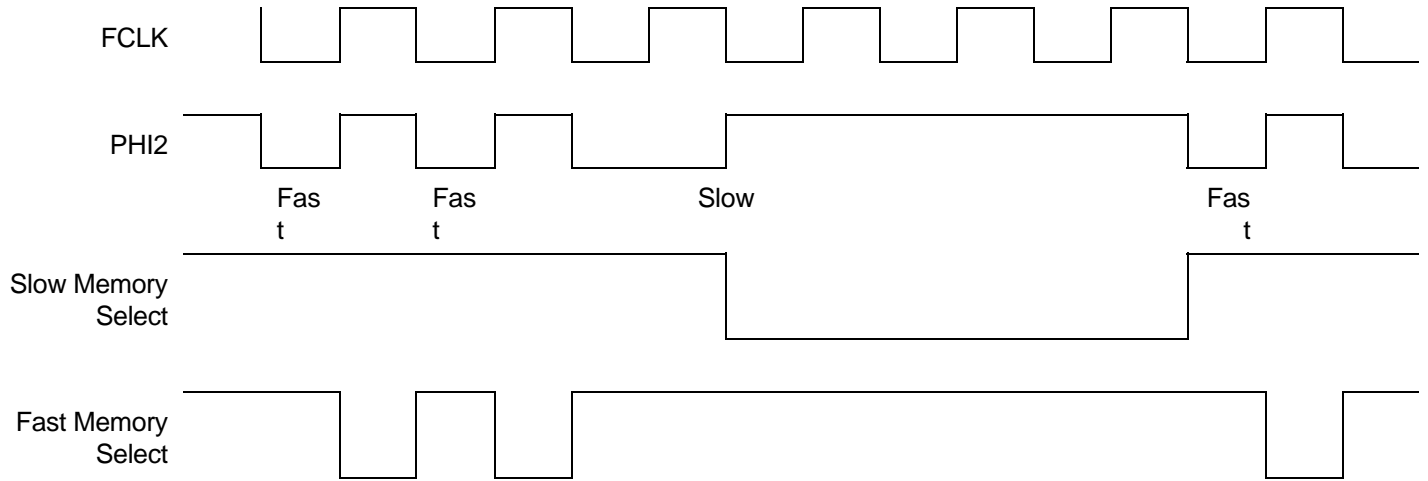 FCLK
PHI2
Fas Fas Slow Fas
t t t
Slow Memory
Select
Fast Memory
Select